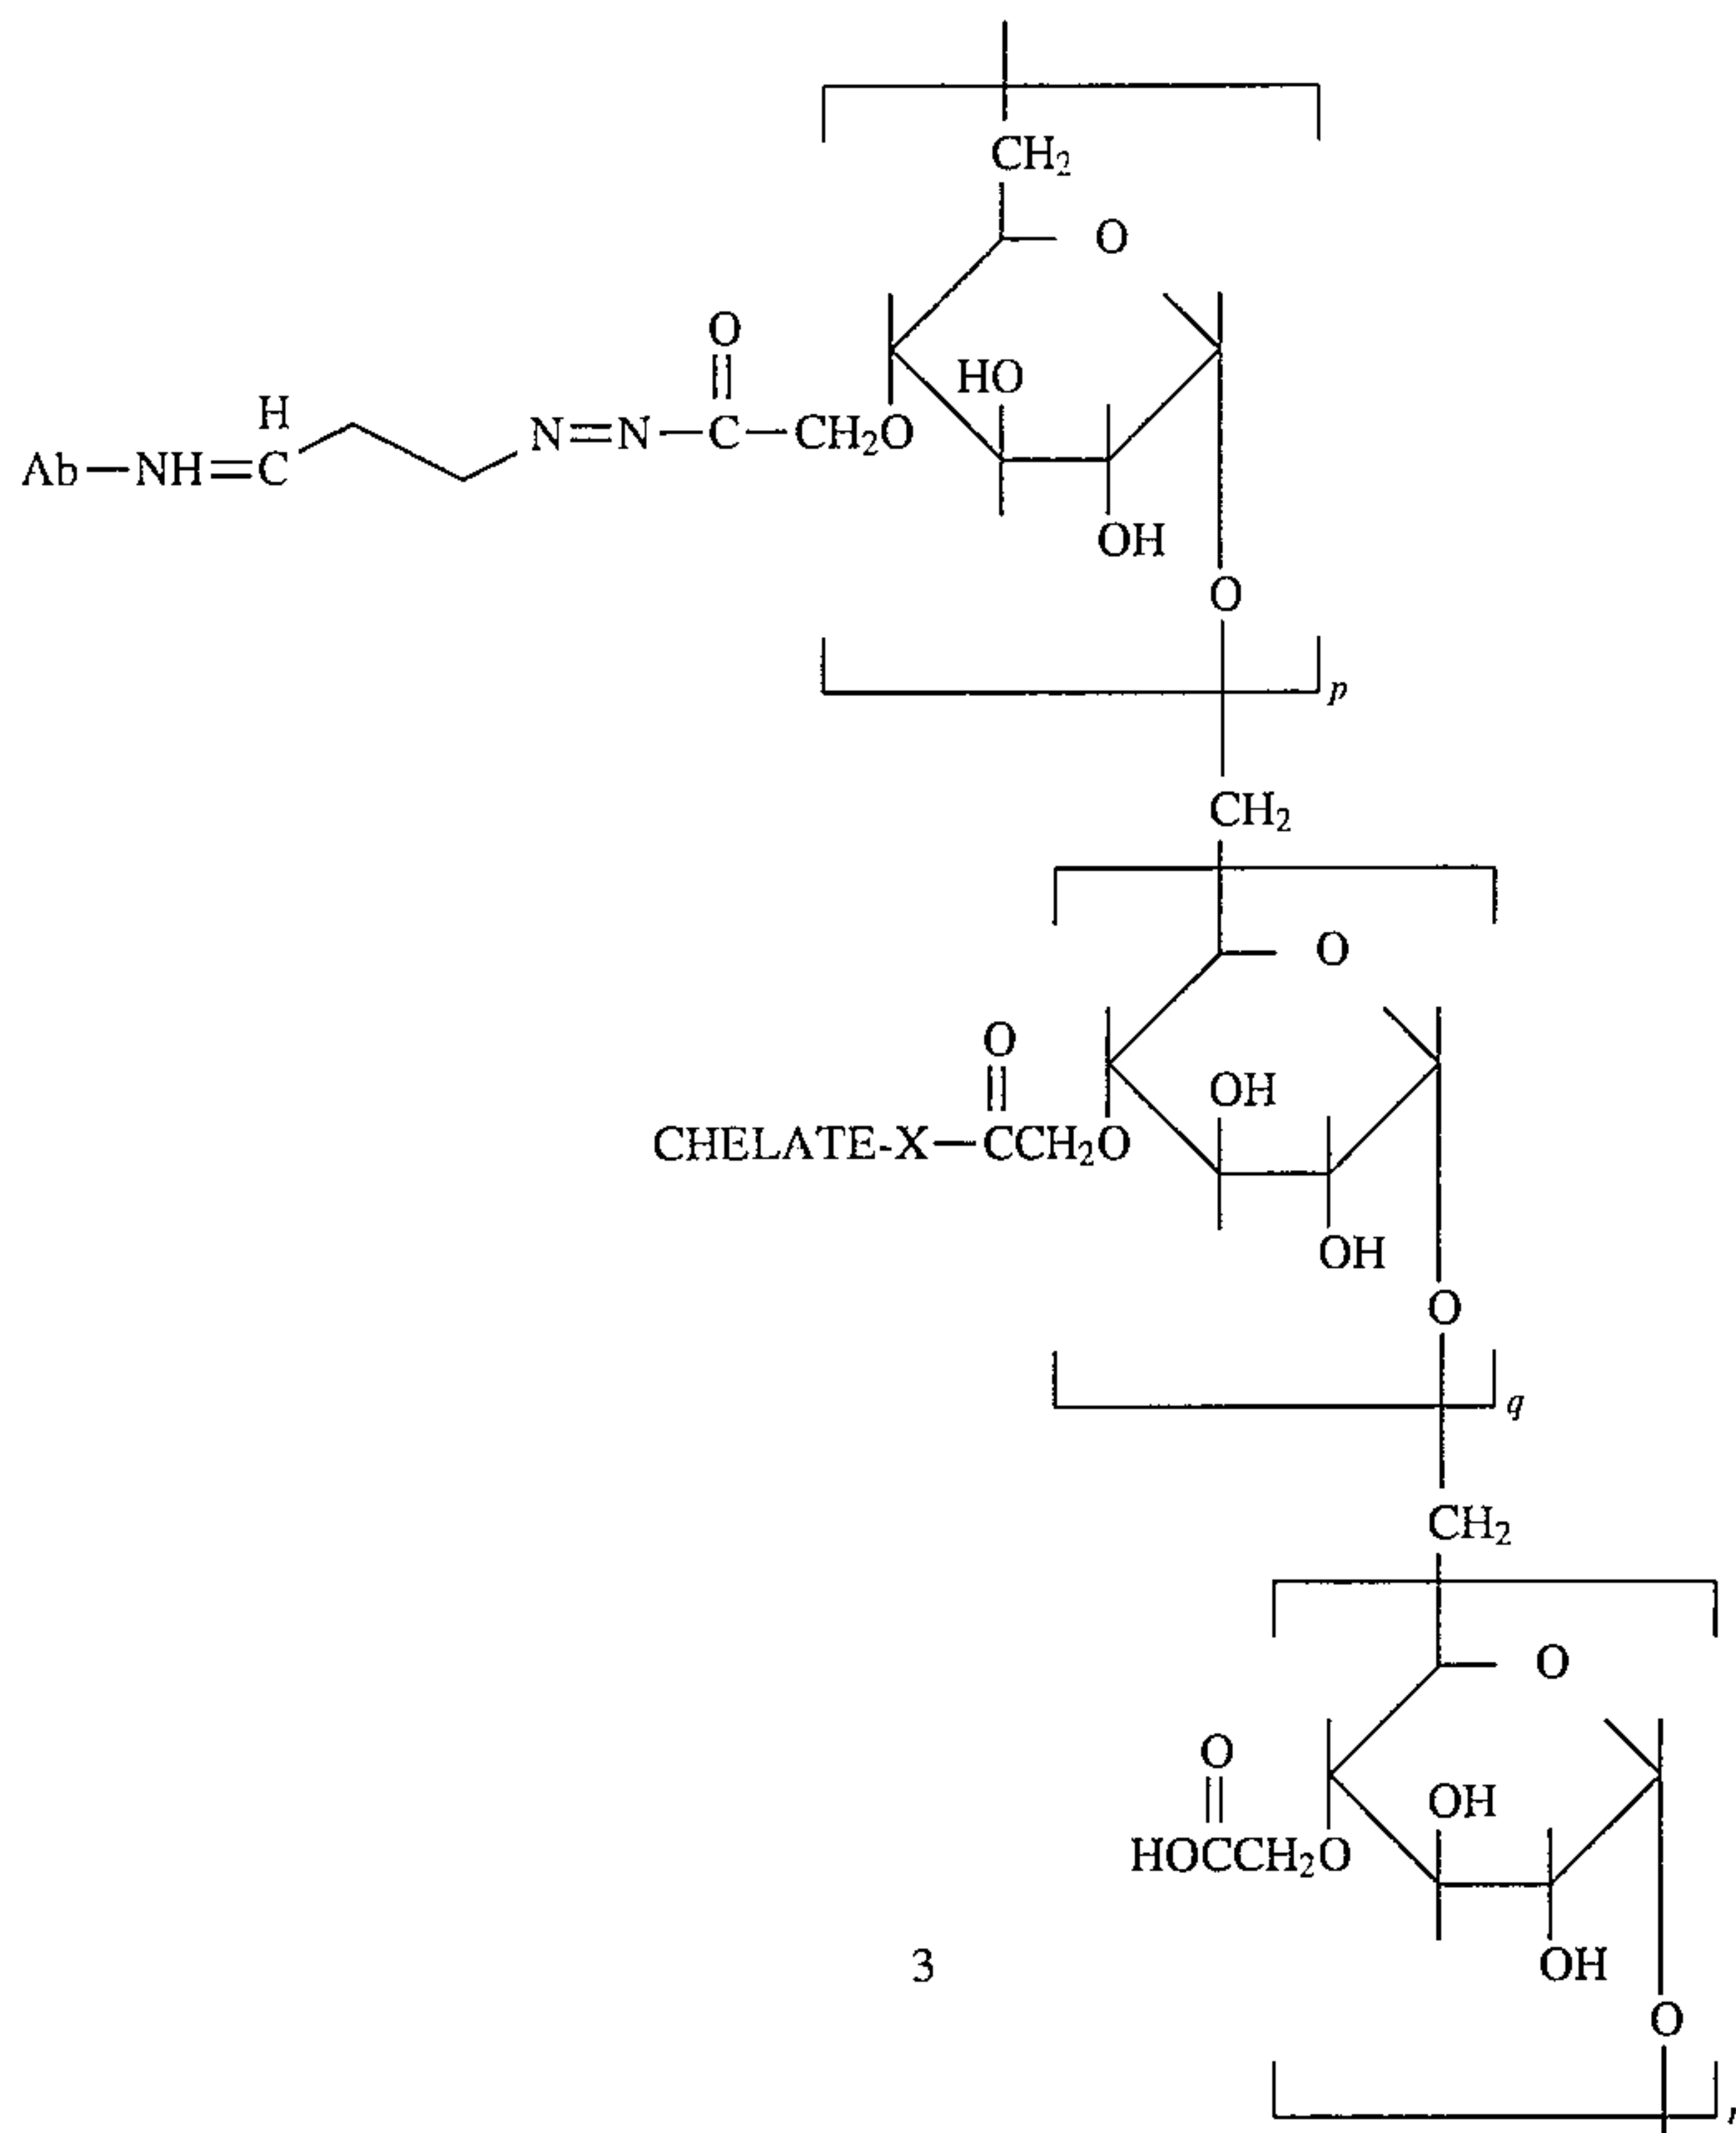 CH₂
O
O
HO
H
N=N—C—CH₂O
Ab—NH=C
OH
O
p
CH₂
O
O
OH
CHELATE-X—CCH₂O
OH
O
q
CH₂
O
O
OH
HOCCH₂O
3
OH
O